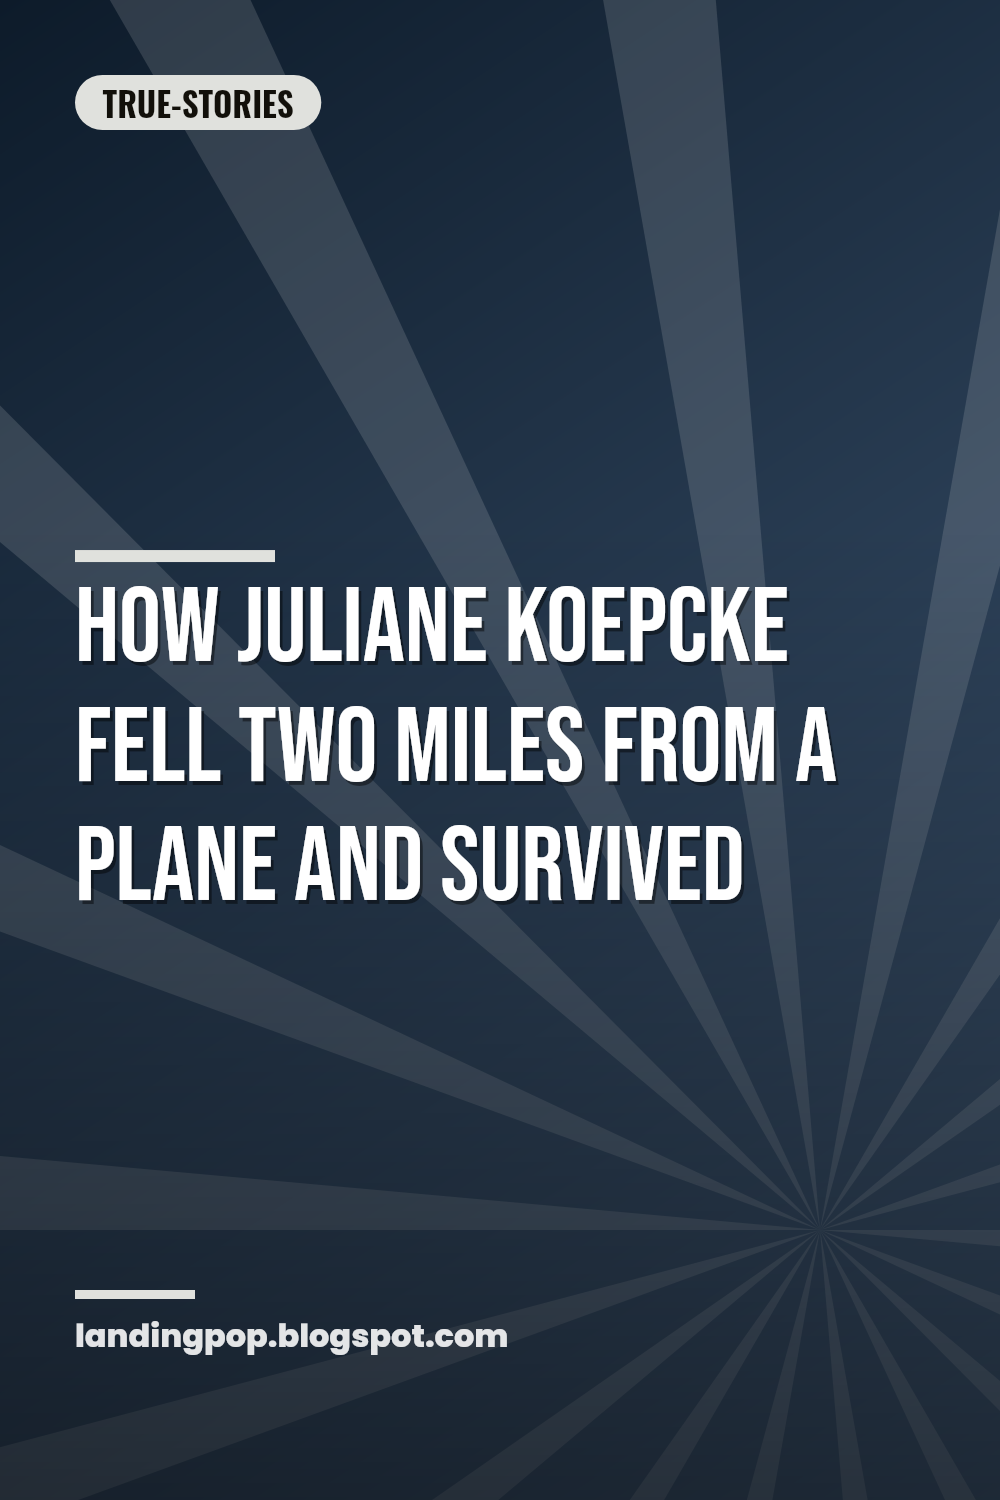 TRUE-STORIES
HOW JULIANE KOEPCKE
FELL TWO MILES FROM A
PLANE AND SURVIVED
landingpop.blogspot.com